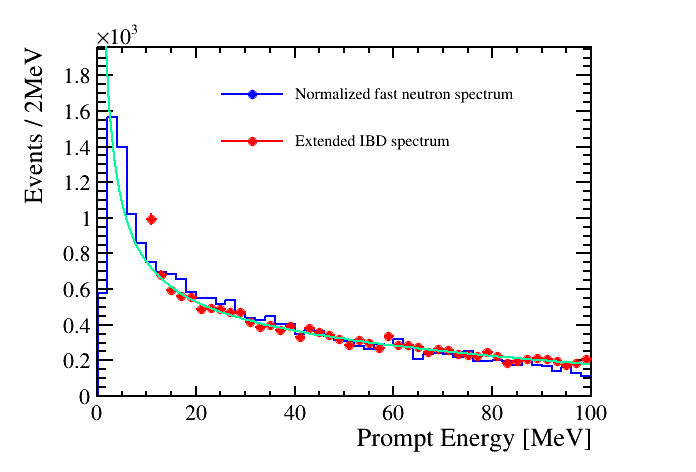 ×10³
Events / 2MeV
1.8
1.6
1.4
1.2
1
0.8
0.6
0.4
0.2
0
Normalized fast neutron spectrum
Extended IBD spectrum
0 20 40 60 80 100
Prompt Energy [MeV]